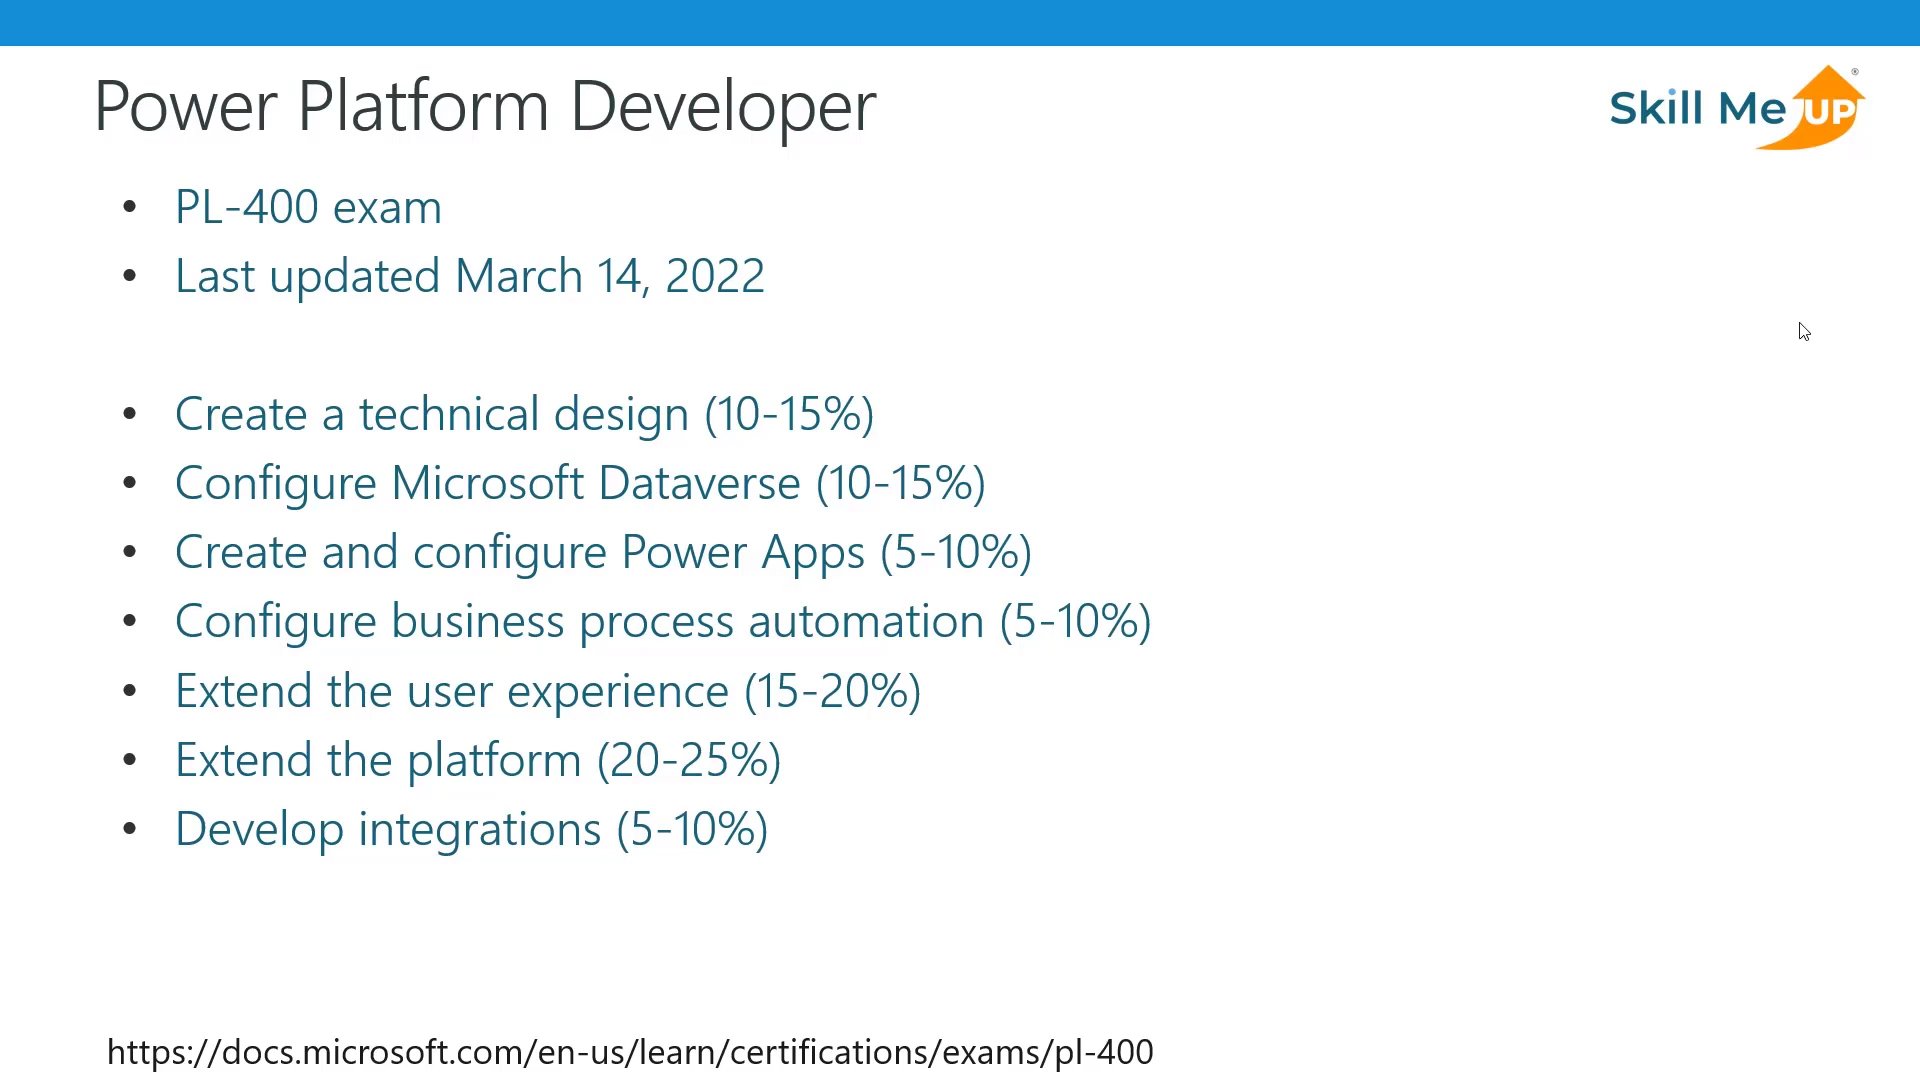 Power Platform Developer
Skill Me UP®
• PL-400 exam
• Last updated March 14, 2022
• Create a technical design (10-15%)
• Configure Microsoft Dataverse (10-15%)
• Create and configure Power Apps (5-10%)
• Configure business process automation (5-10%)
• Extend the user experience (15-20%)
• Extend the platform (20-25%)
• Develop integrations (5-10%)
https://docs.microsoft.com/en-us/learn/certifications/exams/pl-400